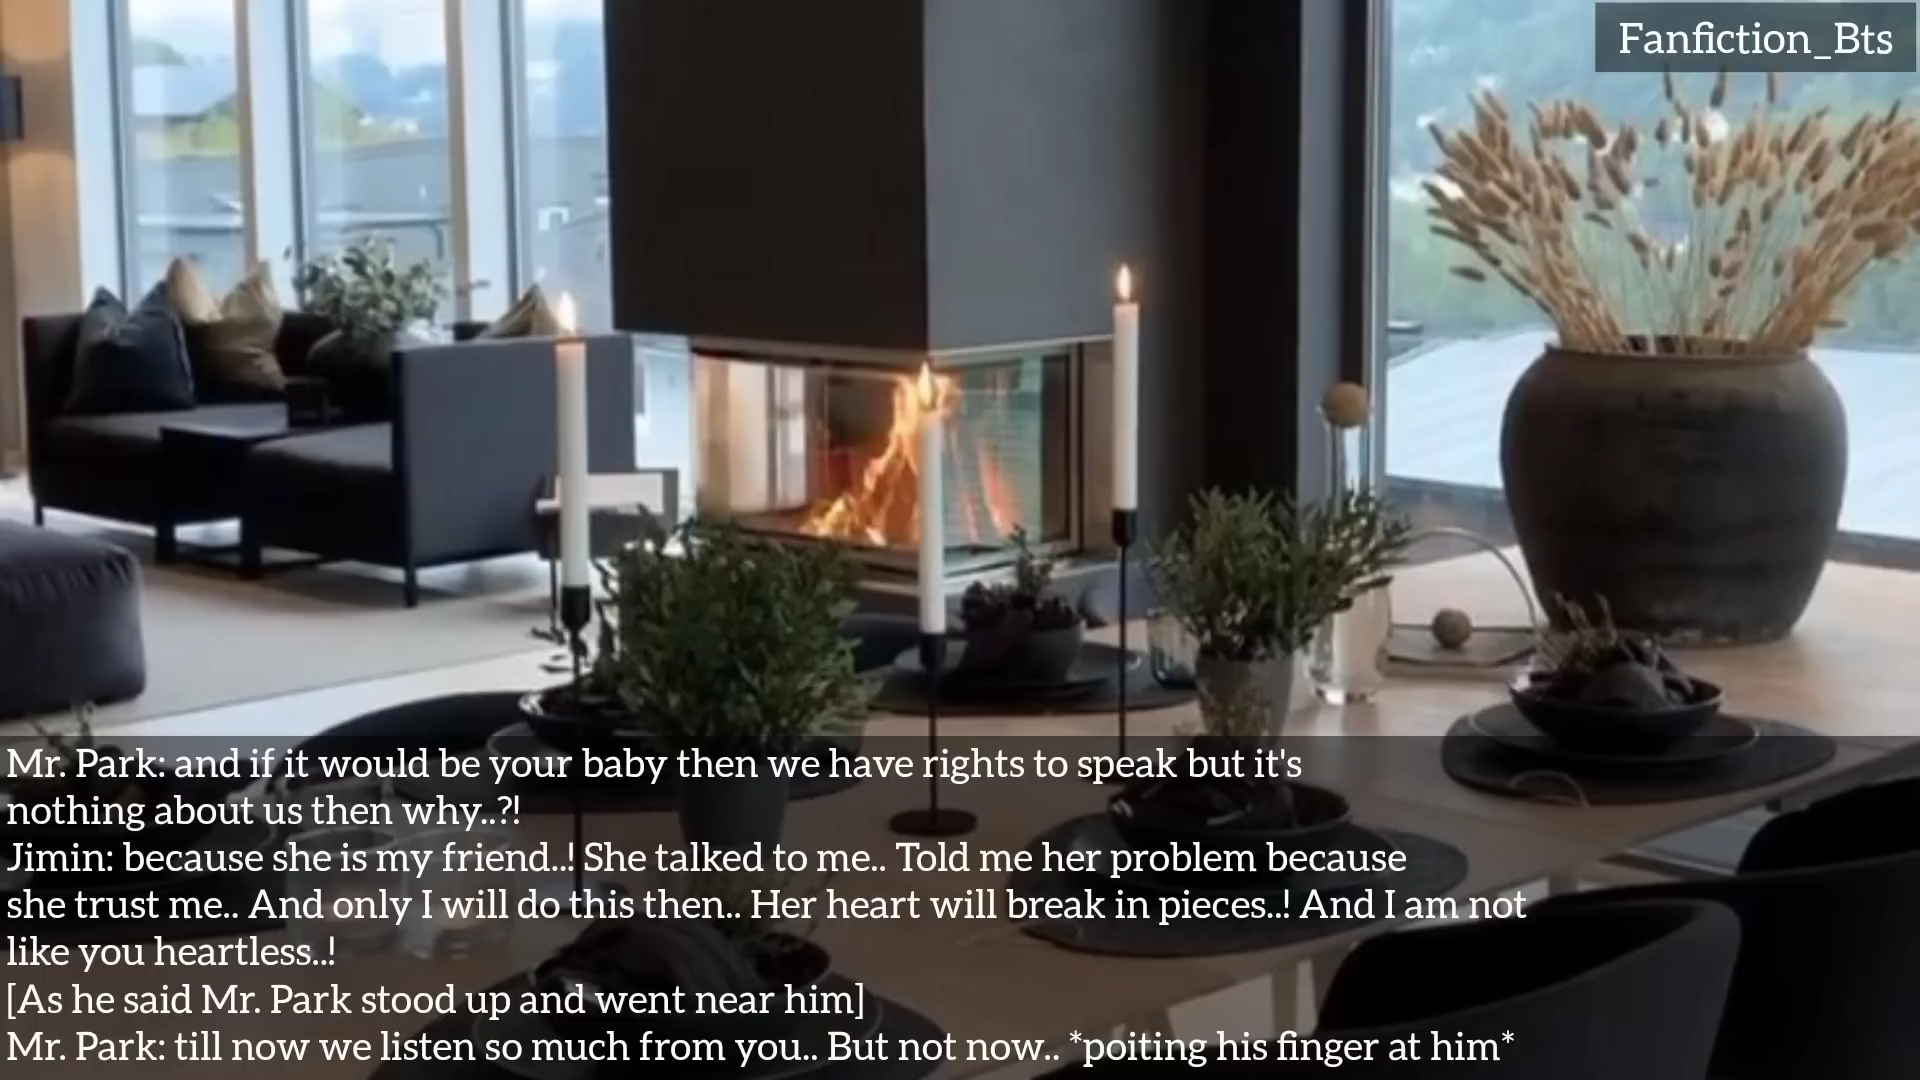 Fanfiction_Bts
Mr. Park: and if it would be your baby then we have rights to speak but it's
nothing about us then why..?!
Jimin: because she is my friend..! She talked to me.. Told me her problem because
she trust me.. And only I will do this then.. Her heart will break in pieces..! And I am not
like you heartless..!
[As he said Mr. Park stood up and went near him]
Mr. Park: till now we listen so much from you.. But not now.. *poiting his finger at him*